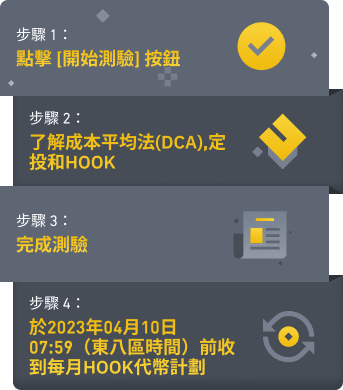 步驟 1：
點擊 [開始測驗] 按鈕
步驟 2：
了解成本平均法(DCA),定
投和HOOK
步驟 3：
完成測驗
步驟 4：
於2023年04月10日
07:59（東八區時間）前收
到每月HOOK代幣計劃